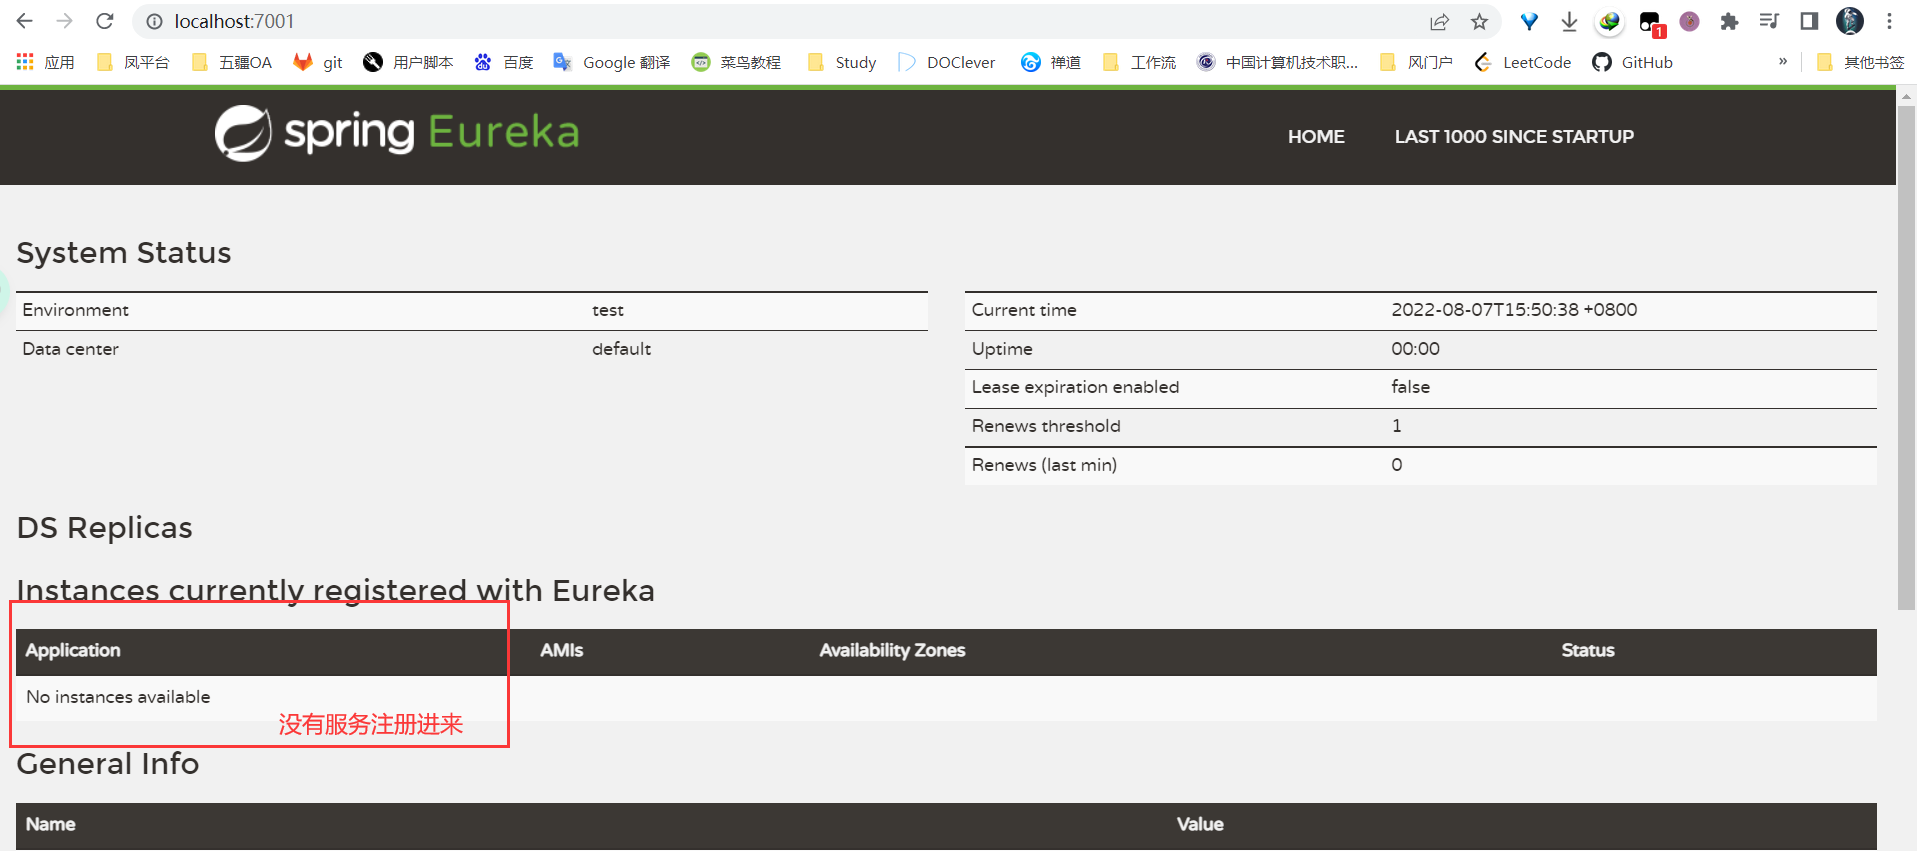 localhost:7001
1
应用 凤平台 五疆OA git 用户脚本 百度 Google 翻译 菜鸟教程 Study DOClever 禅道 工作流 中国计算机技术职... 风门户 LeetCode GitHub » 其他书签
spring Eureka
HOME LAST 1000 SINCE STARTUP
System Status
Environment test
Data center default
Current time 2022-08-07T15:50:38 +0800
Uptime 00:00
Lease expiration enabled false
Renews threshold 1
Renews (last min) 0
DS Replicas
Instances currently registered with Eureka
Application AMIs Availability Zones Status
No instances available
没有服务注册进来
General Info
Name Value